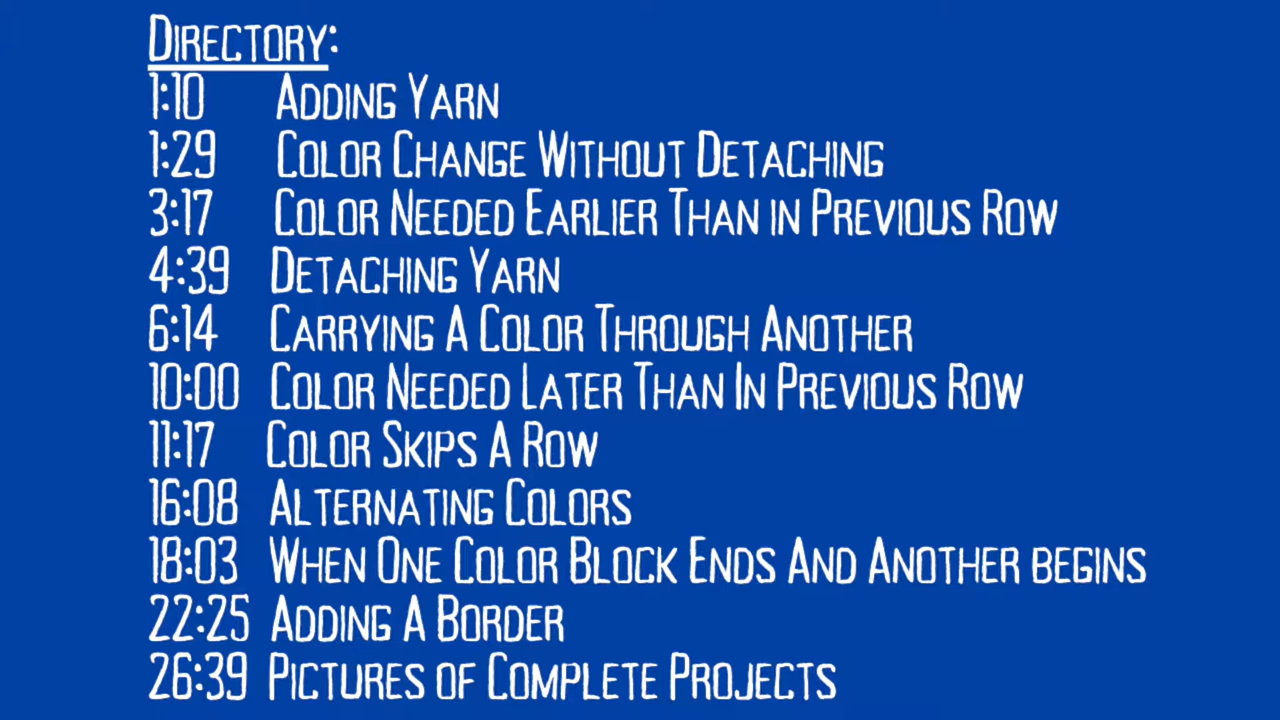 Directory:
1:10 Adding Yarn
1:29 Color Change Without Detaching
3:17 Color Needed Earlier Than in Previous Row
4:39 Detaching Yarn
6:14 Carrying A Color Through Another
10:00 Color Needed Later Than In Previous Row
11:17 Color Skips A Row
16:08 Alternating Colors
18:03 When One Color Block Ends And Another begins
22:25 Adding A Border
26:39 Pictures of Complete Projects